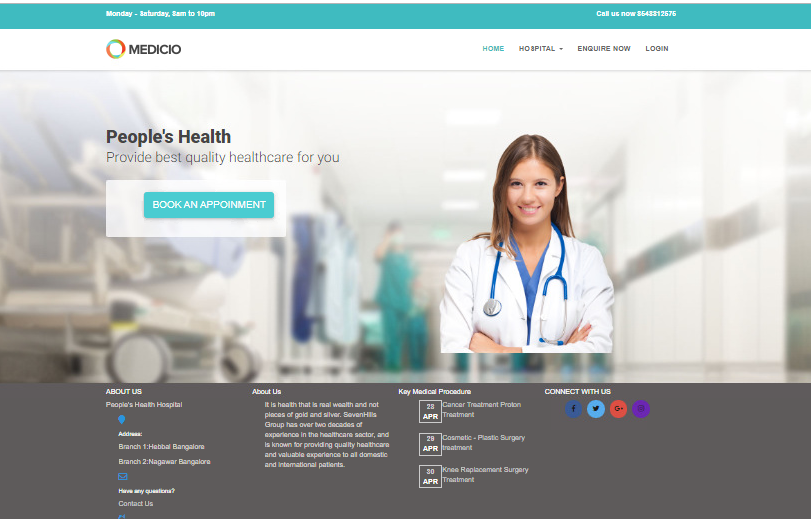 Monday - Saturday, 8am to 10pm
Call us now 8648812575
MEDICIO
HOME
HOSPITAL
ENQUIRE NOW
LOGIN
People's Health
Provide best quality healthcare for you
BOOK AN APPOINMENT
ABOUT US
People's Health Hospital
Address:
Branch 1:Hebbal Bangalore
Branch 2:Nagawar Bangalore
Have any questions?
Contact Us
About Us
It is health that is real wealth and not
pieces of gold and silver. SevenHills
Group has over two decades of
experience in the healthcare sector, and
is known for providing quality healthcare
and valuable experience to all domestic
and international patients.
Key Medical Procedure
28 Cancer Treatment Proton
APR Treatment
29 Cosmetic - Plastic Surgery
APR treatment
30 Knee Replacement Surgery
APR Treatment
CONNECT WITH US